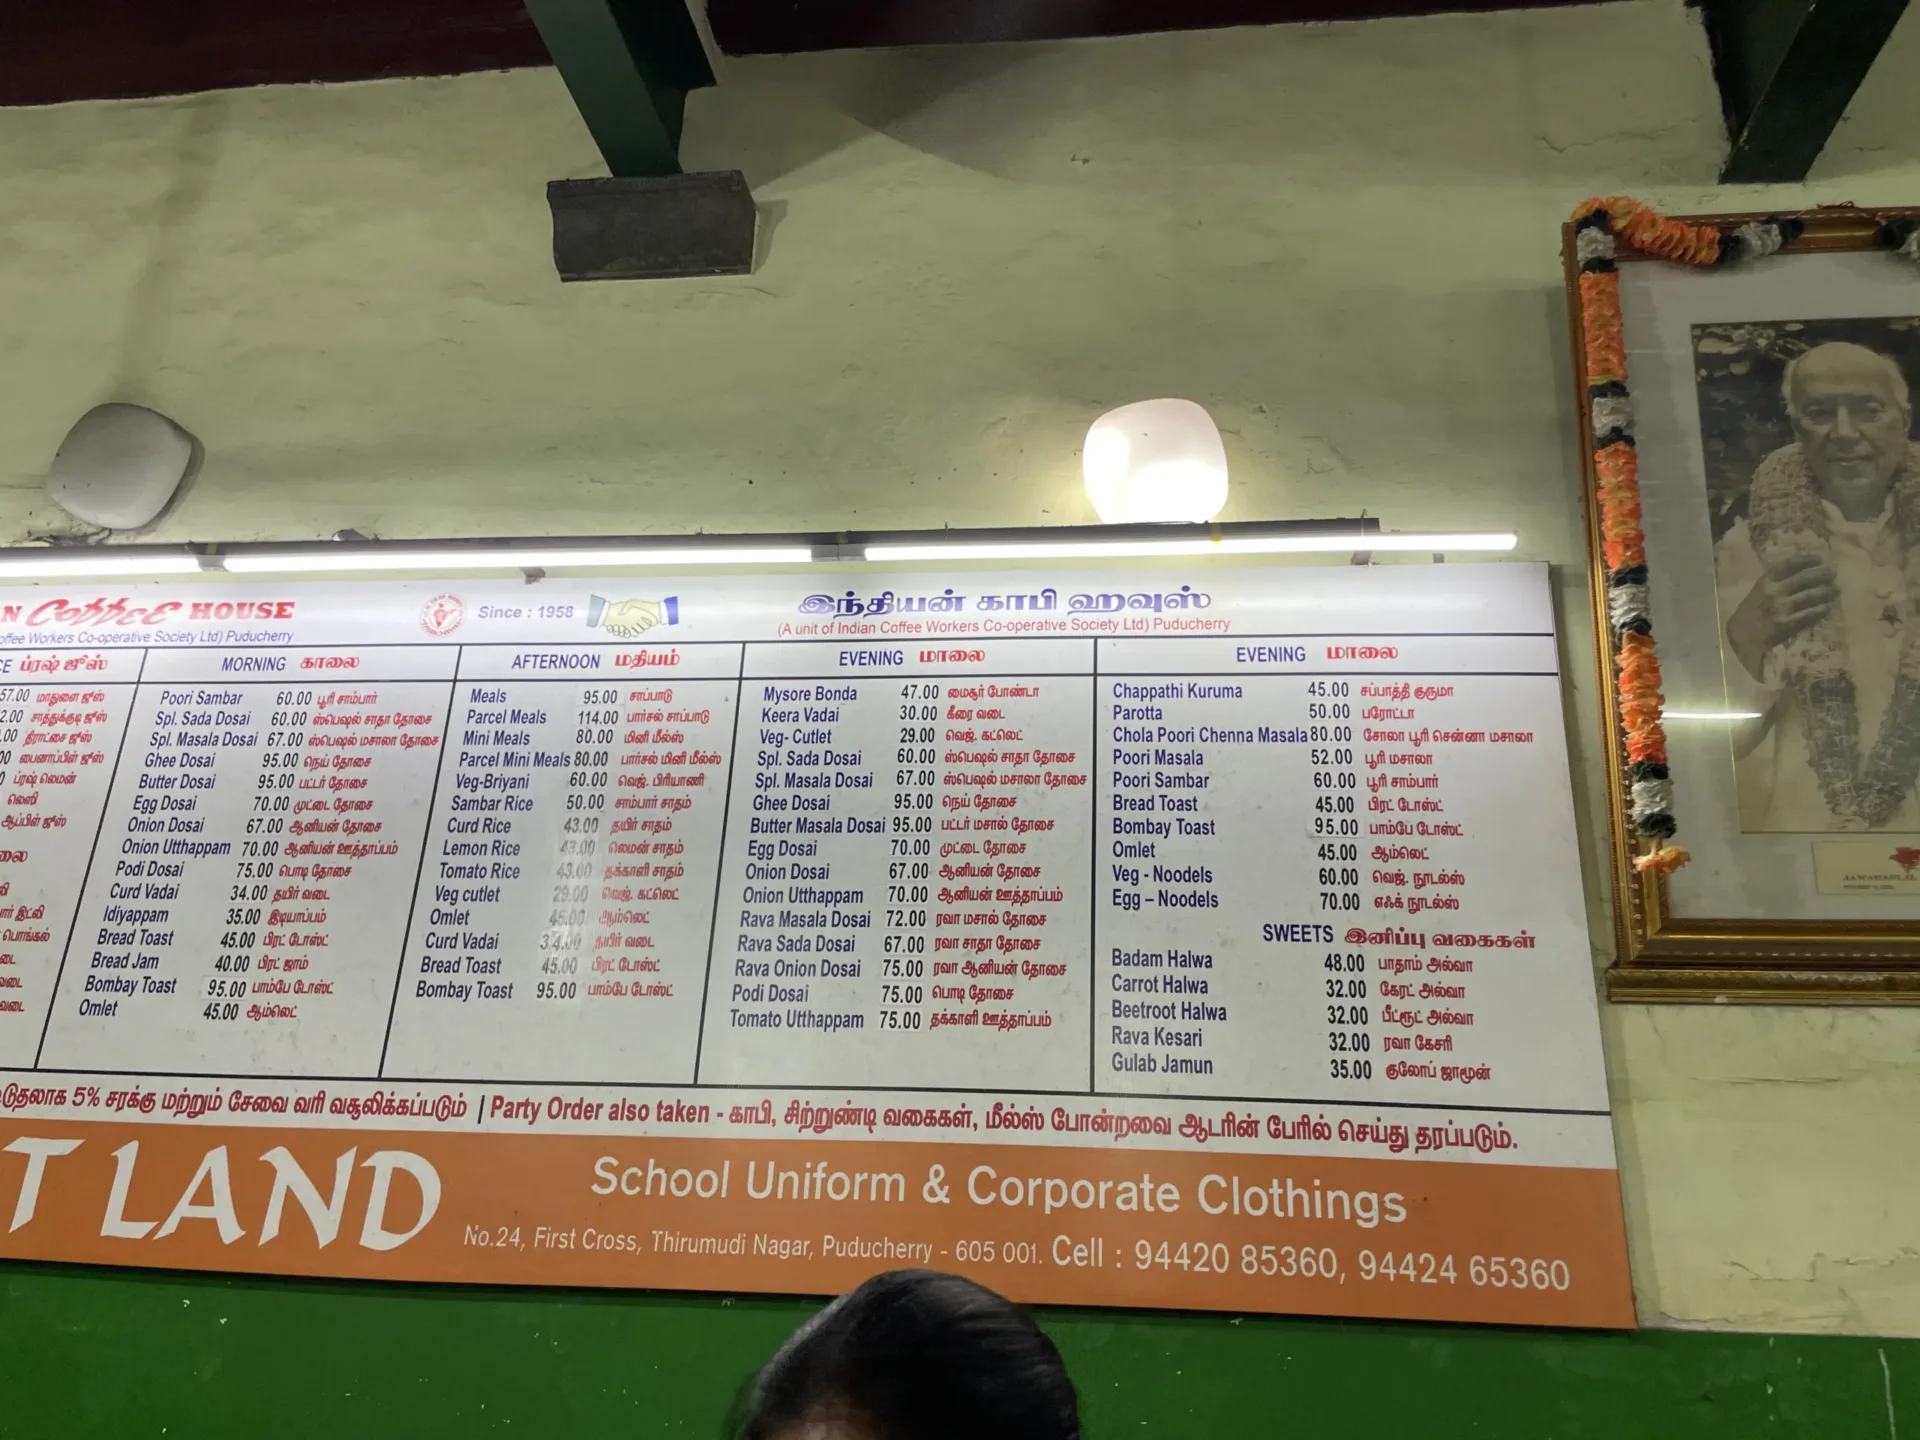 COFFEE HOUSE
Coffee Workers Co-operative Society Ltd) Puducherry
Since : 1958
இந்தியன் காபி ஹவுஸ்
(A unit of Indian Coffee Workers Co-operative Society Ltd) Puducherry
ப்ரஷ் ஜூஸ்
57.00 மாதுளை ஜூஸ்
சாத்துக்குடி ஜூஸ்
திராட்சை ஜூஸ்
பைனாப்பிள் ஜூஸ்
ப்ரஷ் லெமன்
லெஸி
ஆப்பிள் ஜூஸ்
இட்லி
பொங்கல்
MORNING காலை
Poori Sambar 60.00 பூரி சாம்பார்
Spl. Sada Dosai 60.00 ஸ்பெஷல் சாதா தோசை
Spl. Masala Dosai 67.00 ஸ்பெஷல் மசாலா தோசை
Ghee Dosai 95.00 நெய் தோசை
Butter Dosai 95.00 பட்டர் தோசை
Egg Dosai 70.00 முட்டை தோசை
Onion Dosai 67.00 ஆனியன் தோசை
Onion Utthappam 70.00 ஆனியன் ஊத்தாப்பம்
Podi Dosai 75.00 பொடி தோசை
Curd Vadai 34.00 தயிர் வடை
Idiyappam 35.00 இடியாப்பம்
Bread Toast 45.00 பிரட் டோஸ்ட்
Bread Jam 40.00 பிரட் ஜாம்
Bombay Toast 95.00 பாம்பே டோஸ்ட்
Omlet 45.00 ஆம்லெட்
AFTERNOON மதியம்
Meals 95.00 சாப்பாடு
Parcel Meals 114.00 பார்சல் சாப்பாடு
Mini Meals 80.00 மினி மீல்ஸ்
Parcel Mini Meals 80.00 பார்சல் மினி மீல்ஸ்
Veg-Briyani 60.00 வெஜ். பிரியாணி
Sambar Rice 50.00 சாம்பார் சாதம்
Curd Rice 43.00 தயிர் சாதம்
Lemon Rice 43.00 லெமன் சாதம்
Tomato Rice 43.00 தக்காளி சாதம்
Veg cutlet 29.00 வெஜ். கட்லெட்
Omlet 45.00 ஆம்லெட்
Curd Vadai 34.00 தயிர் வடை
Bread Toast 45.00 பிரட் டோஸ்ட்
Bombay Toast 95.00 பாம்பே டோஸ்ட்
EVENING மாலை
Mysore Bonda 47.00 மைசூர் போண்டா
Keera Vadai 30.00 கீரை வடை
Veg- Cutlet 29.00 வெஜ். கட்லெட்
Spl. Sada Dosai 60.00 ஸ்பெஷல் சாதா தோசை
Spl. Masala Dosai 67.00 ஸ்பெஷல் மசாலா தோசை
Ghee Dosai 95.00 நெய் தோசை
Butter Masala Dosai 95.00 பட்டர் மசால் தோசை
Egg Dosai 70.00 முட்டை தோசை
Onion Dosai 67.00 ஆனியன் தோசை
Onion Utthappam 70.00 ஆனியன் ஊத்தாப்பம்
Rava Masala Dosai 72.00 ரவா மசால் தோசை
Rava Sada Dosai 67.00 ரவா சாதா தோசை
Rava Onion Dosai 75.00 ரவா ஆனியன் தோசை
Podi Dosai 75.00 பொடி தோசை
Tomato Utthappam 75.00 தக்காளி ஊத்தாப்பம்
EVENING மாலை
Chappathi Kuruma 45.00 சப்பாத்தி குருமா
Parotta 50.00 பரோட்டா
Chola Poori Chenna Masala 80.00 சோலா பூரி சென்னா மசாலா
Poori Masala 52.00 பூரி மசாலா
Poori Sambar 60.00 பூரி சாம்பார்
Bread Toast 45.00 பிரட் டோஸ்ட்
Bombay Toast 95.00 பாம்பே டோஸ்ட்
Omlet 45.00 ஆம்லெட்
Veg - Noodels 60.00 வெஜ். நூடல்ஸ்
Egg – Noodels 70.00 எக்க் நூடல்ஸ்
SWEETS இனிப்பு வகைகள்
Badam Halwa 48.00 பாதாம் அல்வா
Carrot Halwa 32.00 கேரட் அல்வா
Beetroot Halwa 32.00 பீட்ரூட் அல்வா
Rava Kesari 32.00 ரவா கேசரி
Gulab Jamun 35.00 குலோப் ஜாமூன்
5% சரக்கு மற்றும் சேவை வரி வசூலிக்கப்படும் | Party Order also taken - காபி, சிற்றுண்டி வகைகள், மீல்ஸ் போன்றவை ஆடரின் பேரில் செய்து தரப்படும்.
T LAND
School Uniform & Corporate Clothings
No.24, First Cross, Thirumudi Nagar, Puducherry - 605 001. Cell : 94420 85360, 94424 65360